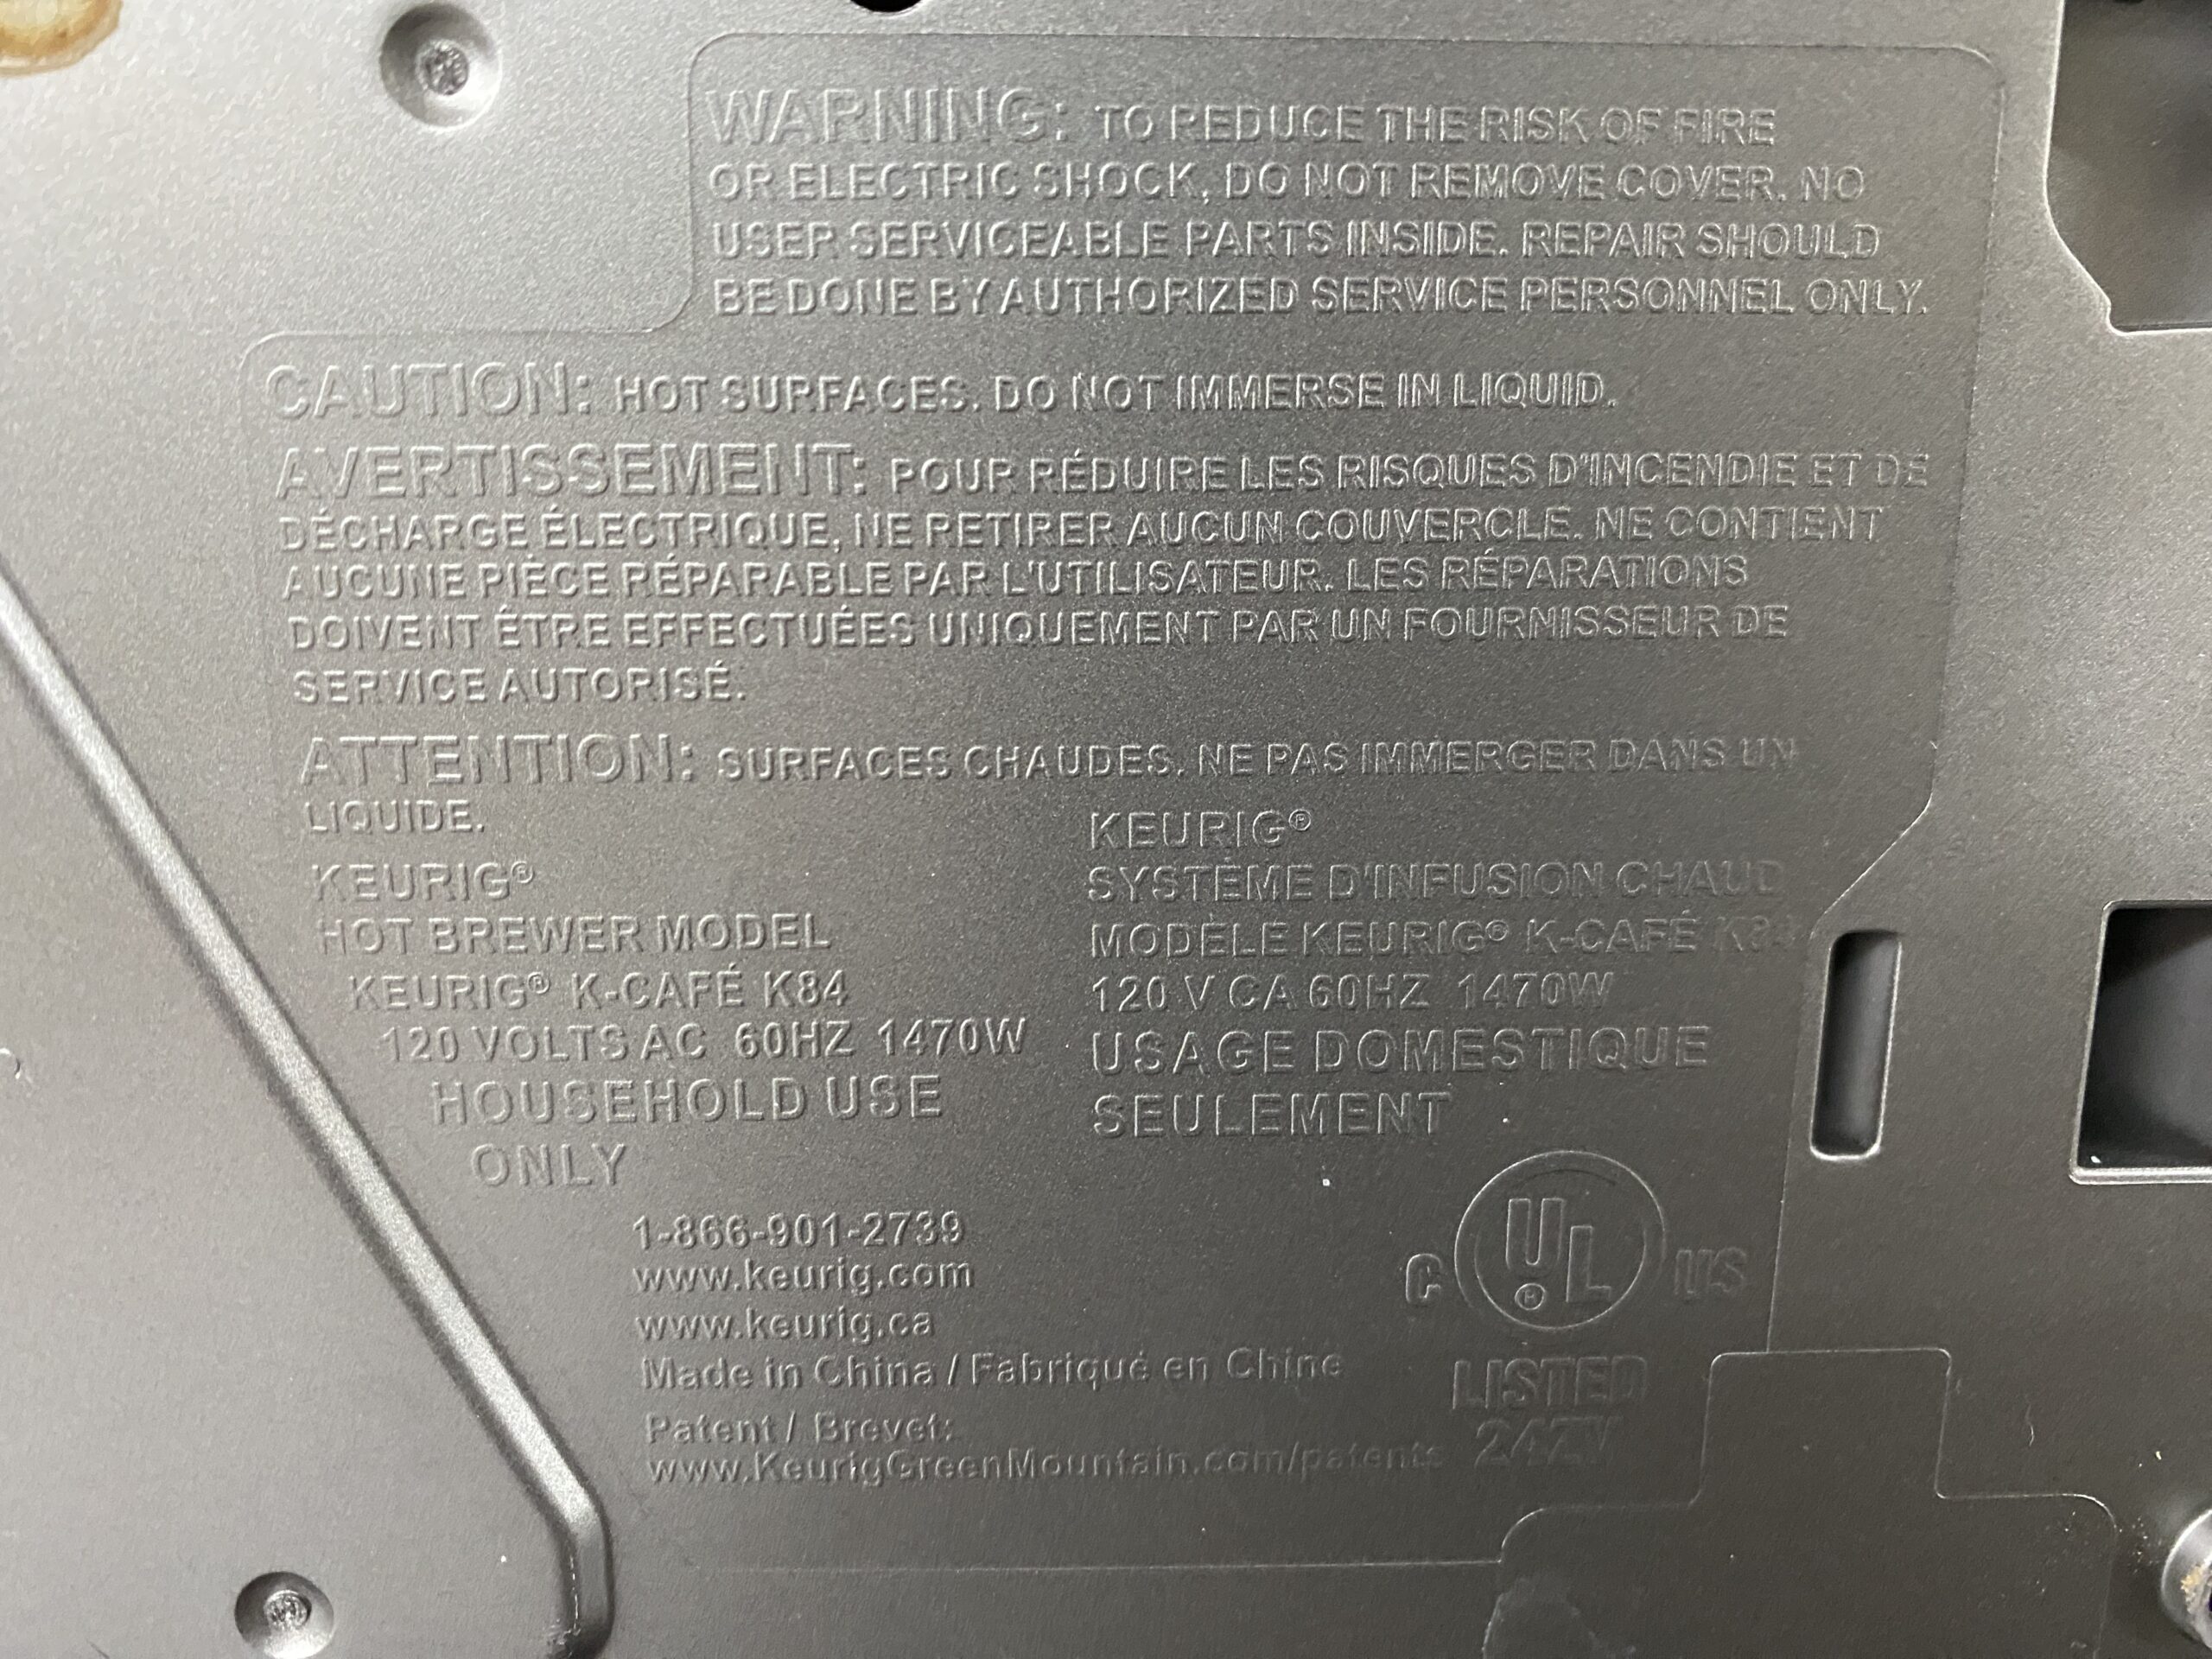 WARNING: TO REDUCE THE RISK OF FIRE
OR ELECTRIC SHOCK, DO NOT REMOVE COVER. NO
USER SERVICEABLE PARTS INSIDE. REPAIR SHOULD
BE DONE BY AUTHORIZED SERVICE PERSONNEL ONLY.
CAUTION: HOT SURFACES. DO NOT IMMERSE IN LIQUID.
AVERTISSEMENT: POUR RÉDUIRE LES RISQUES D'INCENDIE ET DE
DÉCHARGE ÉLECTRIQUE, NE RETIRER AUCUN COUVERCLE. NE CONTIENT
AUCUNE PIÈCE RÉPARABLE PAR L'UTILISATEUR. LES RÉPARATIONS
DOIVENT ÊTRE EFFECTUÉES UNIQUEMENT PAR UN FOURNISSEUR DE
SERVICE AUTORISÉ.
ATTENTION: SURFACES CHAUDES. NE PAS IMMERGER DANS UN
LIQUIDE.
KEURIG®
HOT BREWER MODEL
KEURIG® K-CAFÉ K84
120 VOLTS AC 60HZ 1470W
HOUSEHOLD USE
ONLY
KEURIG®
SYSTÈME D'INFUSION CHAUD
MODÈLE KEURIG® K-CAFÉ K84
120 V CA 60HZ 1470W
USAGE DOMESTIQUE
SEULEMENT
1-866-901-2739
www.keurig.com
www.keurig.ca
Made in China / Fabriqué en Chine
Patent / Brevet:
www.KeurigGreenMountain.com/patents
C UL® US
LISTED
24ZV